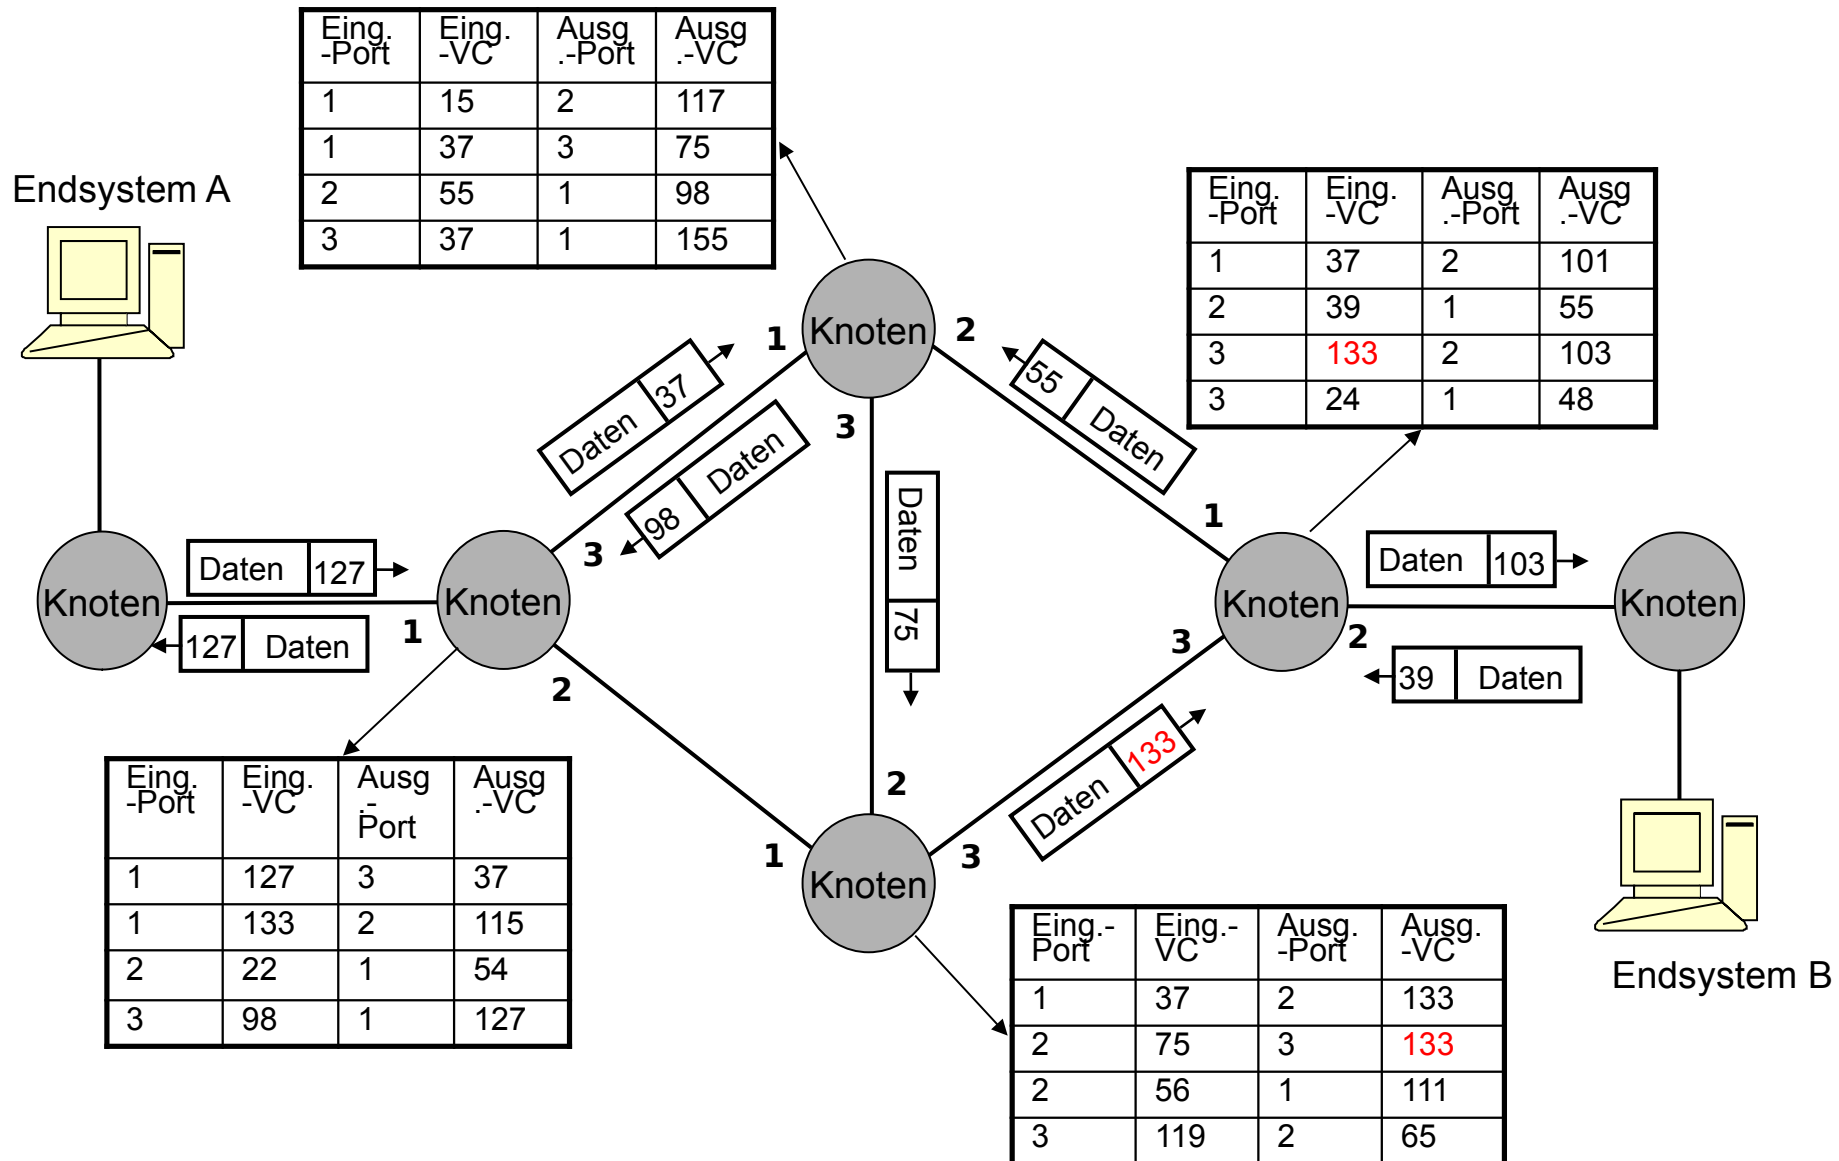 Eing. Eing. Ausg Ausg
-Port -VC .-Port .-VC
1 15 2 117
1 37 3 75
2 55 1 98
3 37 1 155
Endsystem A
Eing. Eing. Ausg Ausg
-Port -VC .-Port .-VC
1 37 2 101
2 39 1 55
3 133 2 103
3 24 1 48
Knoten
1
2
3
Daten 37
98 Daten
55 Daten
Daten 75
Knoten
Daten 127
127 Daten
Knoten
1
2
3
Knoten
1
2
3
Daten 103
39 Daten
Knoten
Daten 133
Knoten
1
2
3
Eing. Eing. Ausg Ausg
-Port -VC .- .-VC
Port
1 127 3 37
1 133 2 115
2 22 1 54
3 98 1 127
Eing.- Eing.- Ausg. Ausg.
Port VC -Port -VC
1 37 2 133
2 75 3 133
2 56 1 111
3 119 2 65
Endsystem B